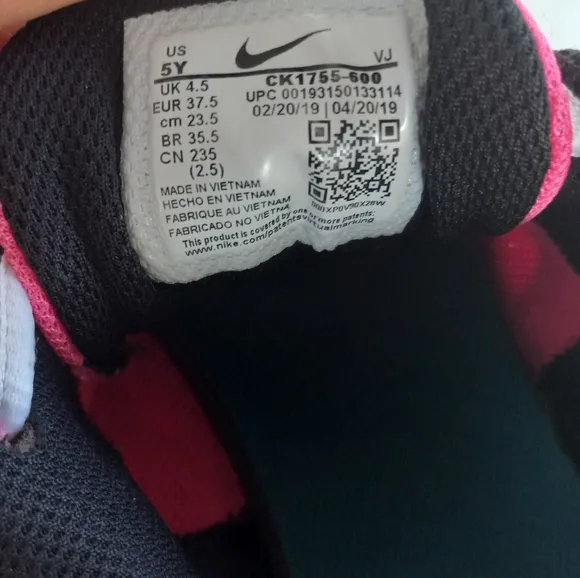 US
5Y
VJ
CK1755-600
UK 4.5
UPC 00193150133114
EUR 37.5
02/20/19 | 04/20/19
cm 23.5
BR 35.5
CN 235
(2.5)
MADE IN VIETNAM
HECHO EN VIETNAM
FABRIQUE AU VIETNAM
FABRICADO NO VIETNA
This product is covered by one or more patents:
www.nike.com/patentsvirtualmarking